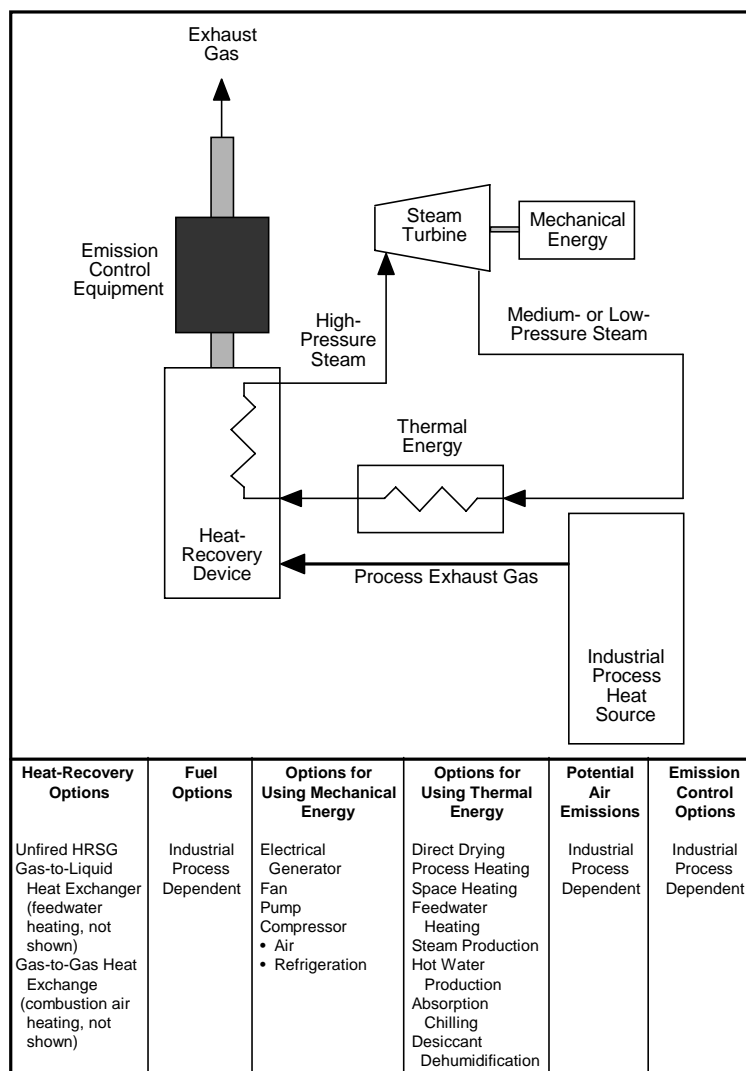 Exhaust
Gas
Steam
Turbine
Mechanical
Energy
Emission
Control
Equipment
High-
Pressure
Steam
Medium- or Low-
Pressure Steam
Thermal
Energy
Heat-
Recovery
Device
Process Exhaust Gas
Industrial
Process
Heat
Source
Heat-Recovery
Options
Unfired HRSG
Gas-to-Liquid
Heat Exchanger
(feedwater
heating, not
shown)
Gas-to-Gas Heat
Exchange
(combustion air
heating, not
shown)
Fuel
Options
Industrial
Process
Dependent
Options for
Using Mechanical
Energy
Electrical
Generator
Fan
Pump
Compressor
• Air
• Refrigeration
Options for
Using Thermal
Energy
Direct Drying
Process Heating
Space Heating
Feedwater
Heating
Steam Production
Hot Water
Production
Absorption
Chilling
Desiccant
Dehumidification
Potential
Air
Emissions
Industrial
Process
Dependent
Emission
Control
Options
Industrial
Process
Dependent